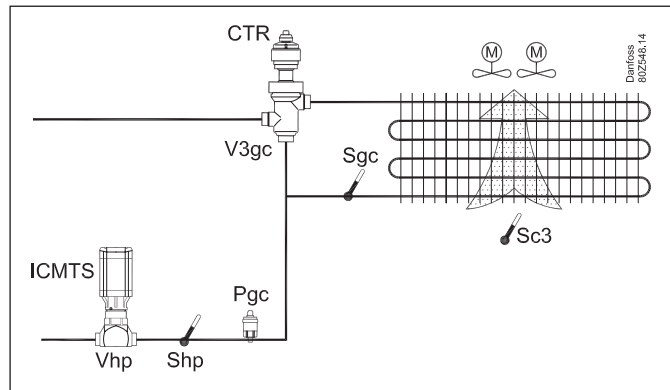 CTR
M M
Danfoss
80Z548.14
V3gc
Sgc
Sc3
ICMTS
Pgc
Vhp
Shp